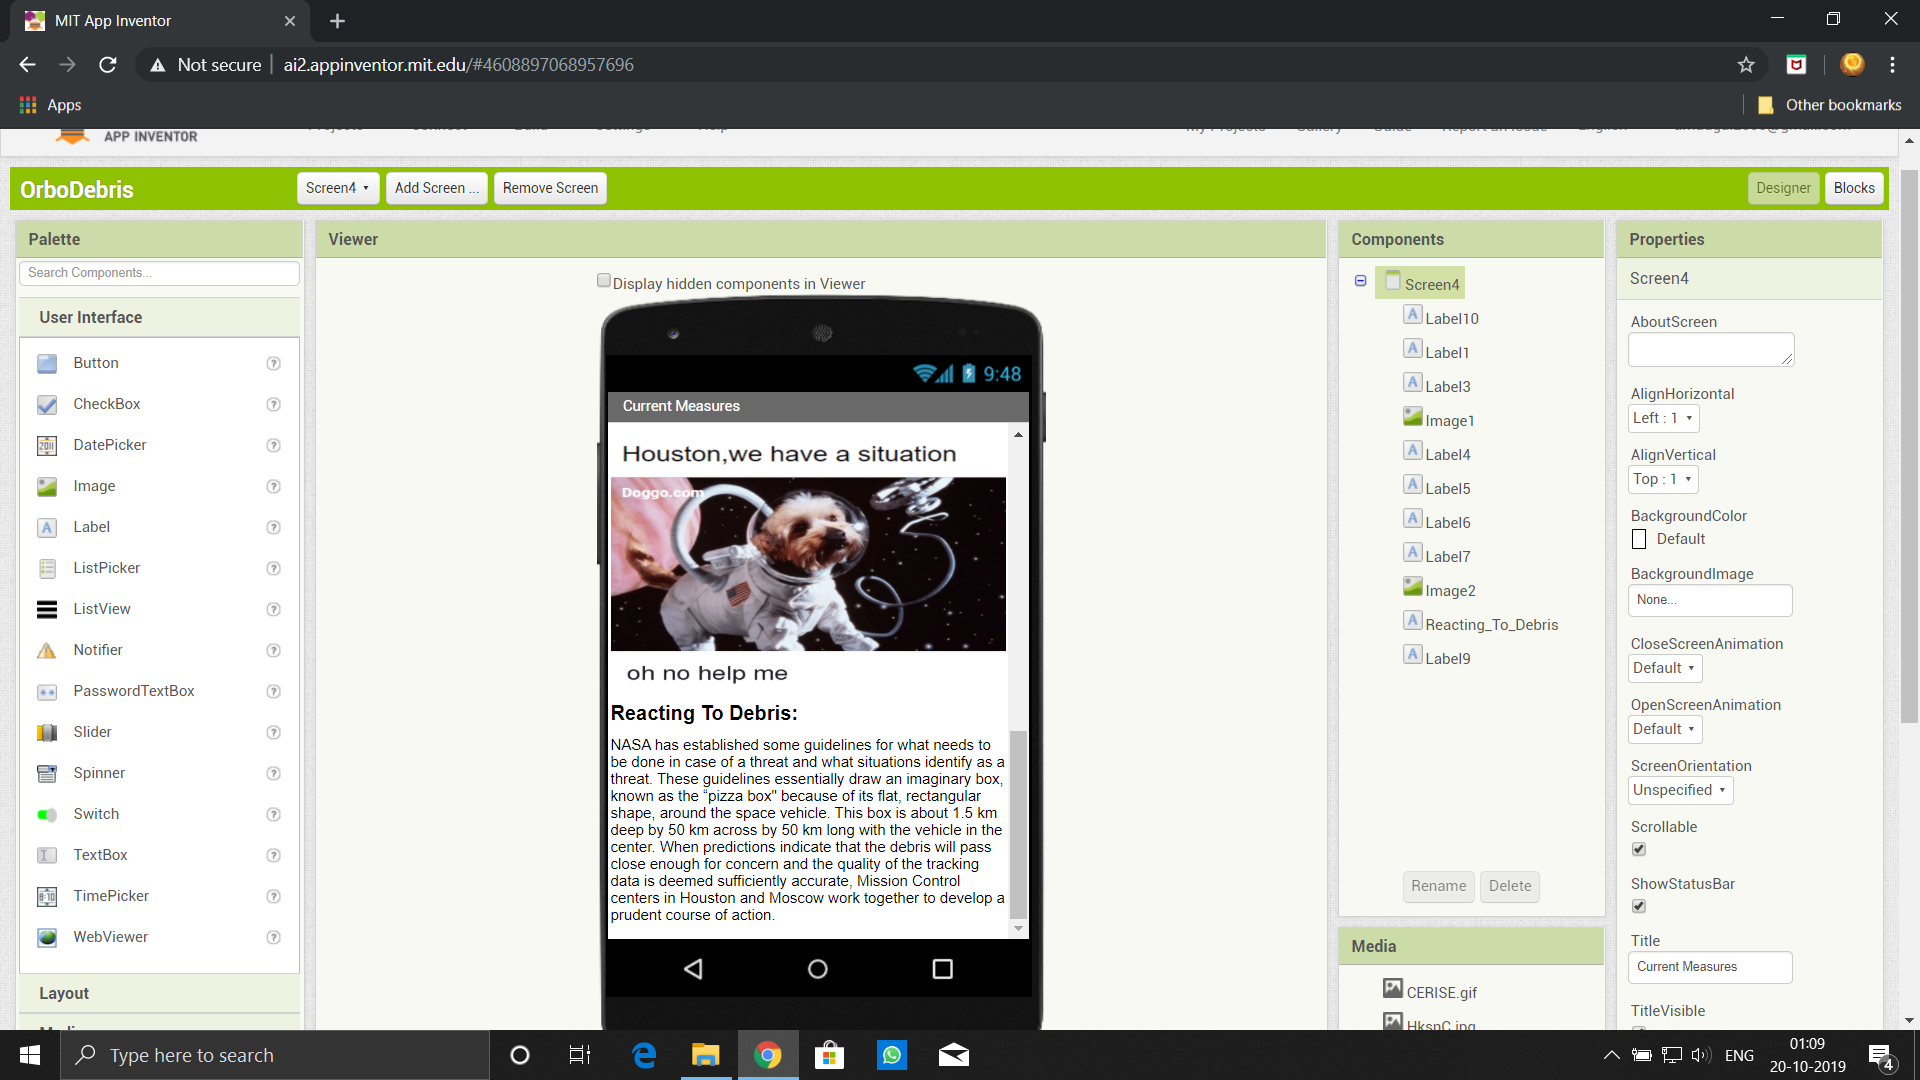 MIT App Inventor
Not secure
ai2.appinventor.mit.edu/#4608897068957696
Apps
Other bookmarks
APP INVENTOR
My Projects
Report an Issue
OrboDebris
Screen4
Add Screen ...
Remove Screen
Designer
Blocks
Palette
Viewer
Components
Properties
Search Components...
User Interface
Button
CheckBox
DatePicker
Image
Label
ListPicker
ListView
Notifier
PasswordTextBox
Slider
Spinner
Switch
TextBox
TimePicker
WebViewer
Layout
Display hidden components in Viewer
9:48
Current Measures
Houston,we have a situation
Doggo.com
oh no help me
Reacting To Debris:
NASA has established some guidelines for what needs to
be done in case of a threat and what situations identify as a
threat. These guidelines essentially draw an imaginary box,
known as the “pizza box" because of its flat, rectangular
shape, around the space vehicle. This box is about 1.5 km
deep by 50 km across by 50 km long with the vehicle in the
center. When predictions indicate that the debris will pass
close enough for concern and the quality of the tracking
data is deemed sufficiently accurate, Mission Control
centers in Houston and Moscow work together to develop a
prudent course of action.
Screen4
Label10
Label1
Label3
Image1
Label4
Label5
Label6
Label7
Image2
Reacting_To_Debris
Label9
Rename
Delete
Media
CERISE.gif
HksnC.jpg
Screen4
AboutScreen
AlignHorizontal
Left : 1
AlignVertical
Top : 1
BackgroundColor
Default
BackgroundImage
None...
CloseScreenAnimation
Default
OpenScreenAnimation
Default
ScreenOrientation
Unspecified
Scrollable
ShowStatusBar
Title
Current Measures
TitleVisible
Type here to search
ENG
01:09
20-10-2019
4